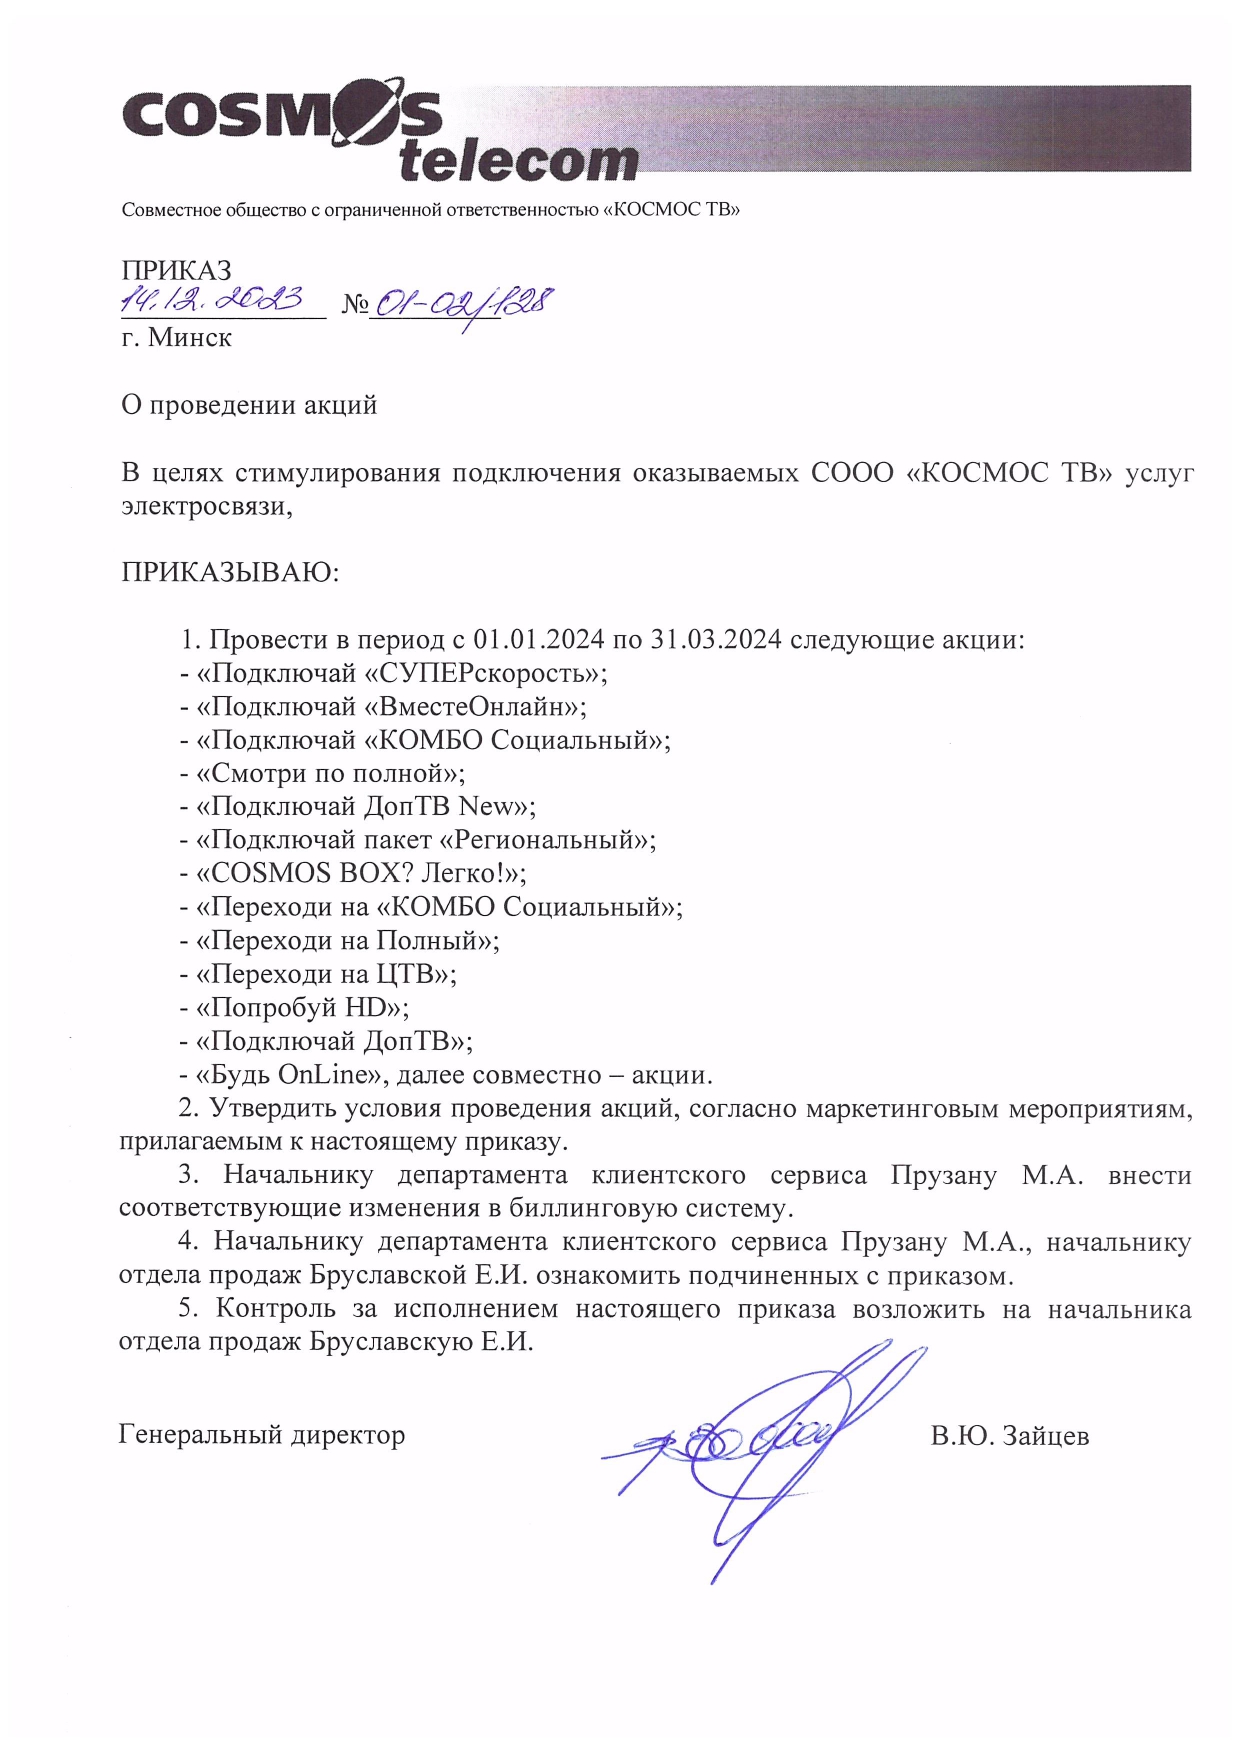 COSMOS
telecom
Совместное общество с ограниченной ответственностью «КОСМОС ТВ»
ПРИКАЗ
14.12.2023 № 01-02/128
г. Минск
О проведении акций
В целях стимулирования подключения оказываемых СООО «КОСМОС ТВ» услуг
электросвязи,
ПРИКАЗЫВАЮ:
1. Провести в период с 01.01.2024 по 31.03.2024 следующие акции:
- «Подключай «СУПЕРскорость»;
- «Подключай «ВместеОнлайн»;
- «Подключай «КОМБО Социальный»;
- «Смотри по полной»;
- «Подключай ДопТВ New»;
- «Подключай пакет «Региональный»;
- «COSMOS BOX? Легко!»;
- «Переходи на «КОМБО Социальный»;
- «Переходи на Полный»;
- «Переходи на ЦТВ»;
- «Попробуй HD»;
- «Подключай ДопТВ»;
- «Будь OnLine», далее совместно – акции.
2. Утвердить условия проведения акций, согласно маркетинговым мероприятиям,
прилагаемым к настоящему приказу.
3. Начальнику департамента клиентского сервиса Прузану М.А. внести
соответствующие изменения в биллинговую систему.
4. Начальнику департамента клиентского сервиса Прузану М.А., начальнику
отдела продаж Бруславской Е.И. ознакомить подчиненных с приказом.
5. Контроль за исполнением настоящего приказа возложить на начальника
отдела продаж Бруславскую Е.И.
Генеральный директор В.Ю. Зайцев